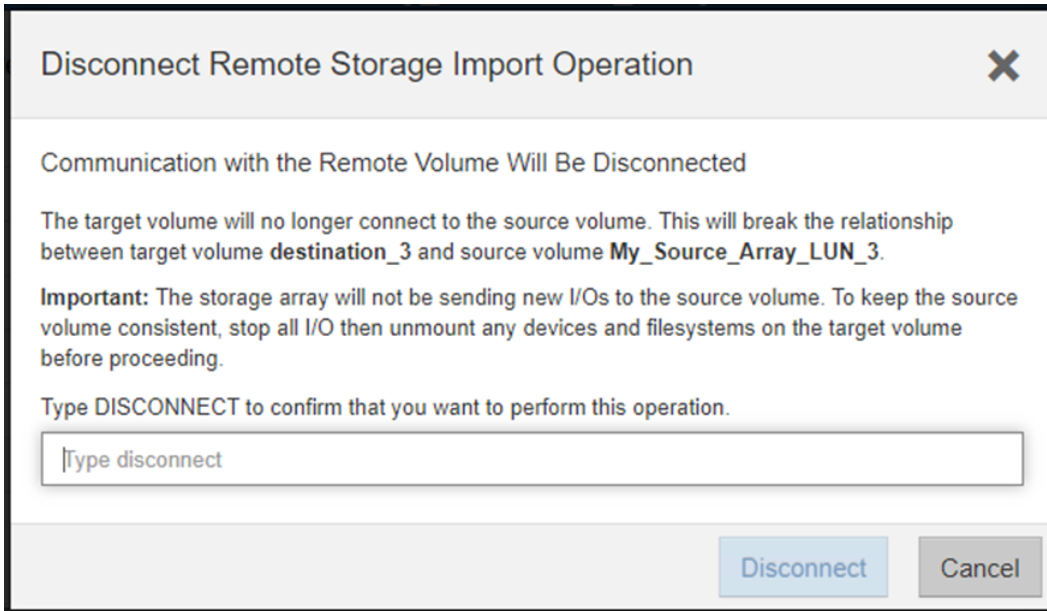 Disconnect Remote Storage Import Operation
Communication with the Remote Volume Will Be Disconnected
The target volume will no longer connect to the source volume. This will break the relationship
between target volume destination_3 and source volume My_Source_Array_LUN_3.
Important: The storage array will not be sending new I/Os to the source volume. To keep the source
volume consistent, stop all I/O then unmount any devices and filesystems on the target volume
before proceeding.
Type DISCONNECT to confirm that you want to perform this operation.
Type disconnect
Disconnect
Cancel